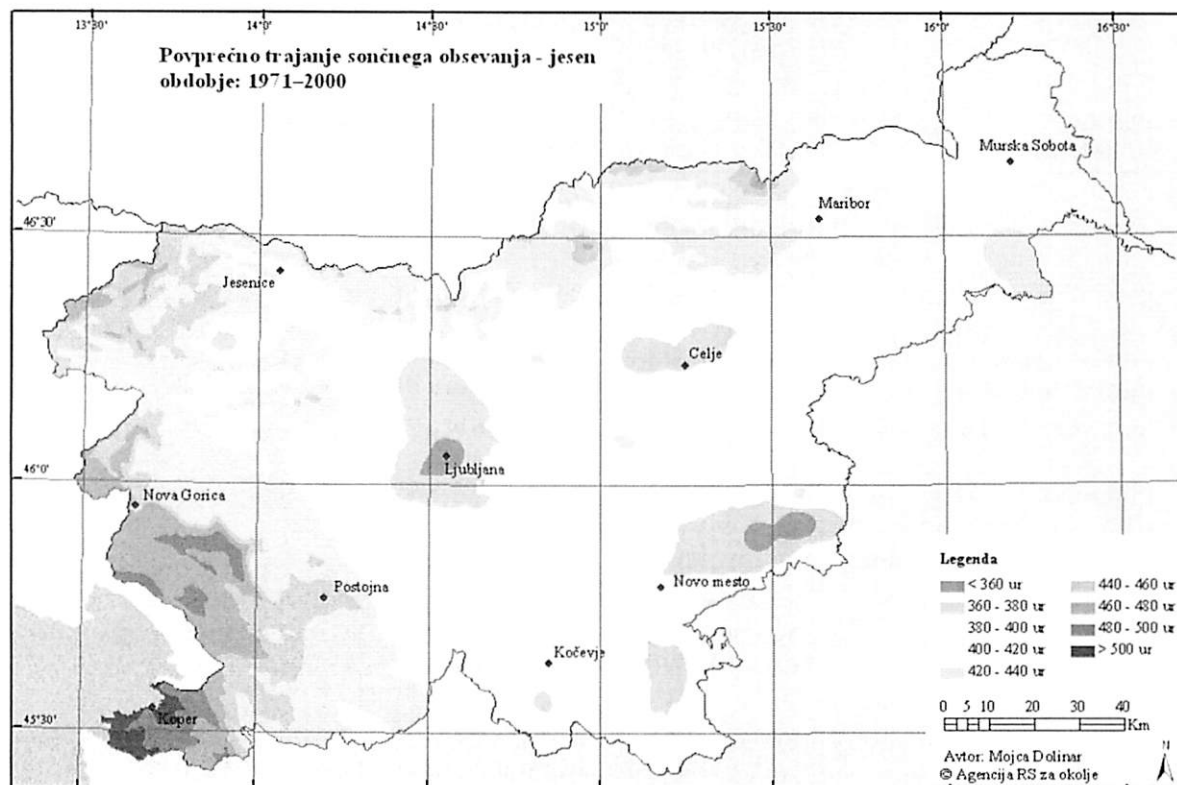 13°30' 14°0' 14°30' 15°0' 15°30' 16°0' 16°30'
Povprečno trajanje sončnega obsevanja - jesen
obdobje: 1971–2000
Murska Sobota
Maribor
46°30'
Jesenice
Celje
Ljubljana
46°0'
Nova Gorica
Postojna
Novo mesto
Kočevje
45°30'
Koper
Legenda
< 360 ur
360 - 380 ur
380 - 400 ur
400 - 420 ur
420 - 440 ur
440 - 460 ur
460 - 480 ur
480 - 500 ur
> 500 ur
0 5 10 20 30 40
Km
Avtor: Mojca Dolinar
© Agencija RS za okolje
N